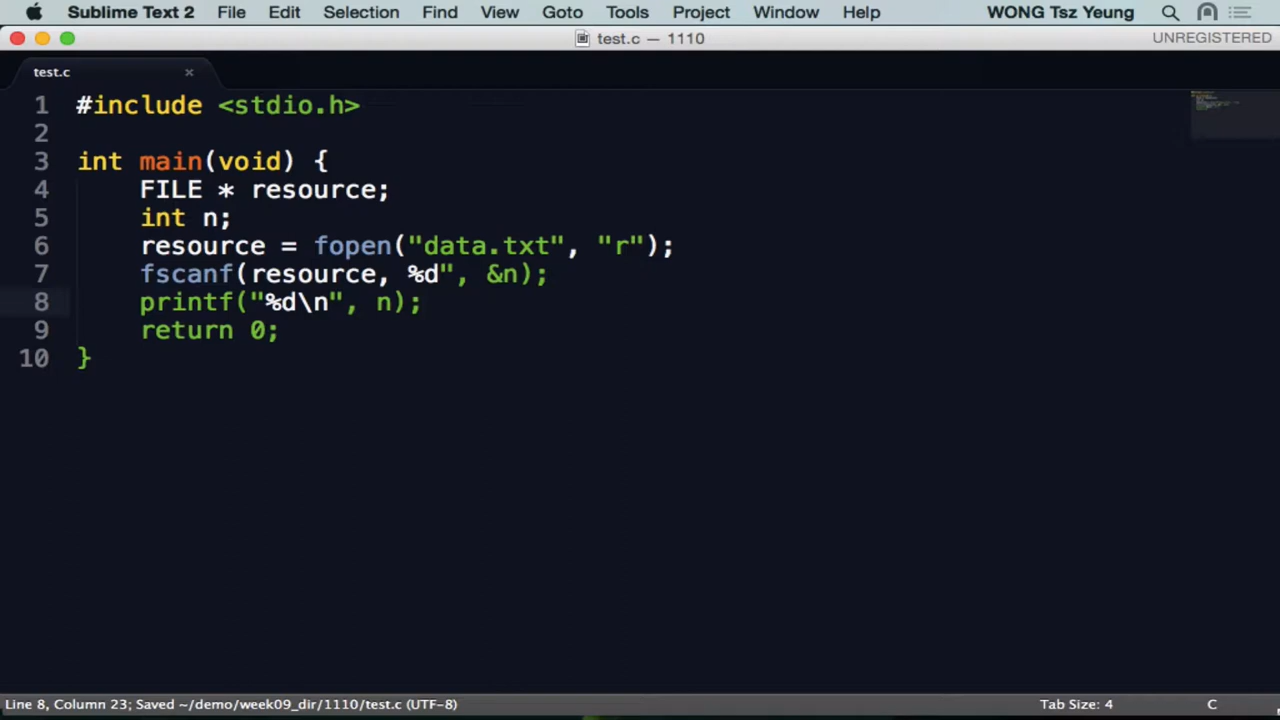 Sublime Text 2 File Edit Selection Find View Goto Tools Project Window Help WONG Tsz Yeung
test.c — 1110 UNREGISTERED
test.c ×
1 #include <stdio.h>
2
3 int main(void) {
4 FILE * resource;
5 int n;
6 resource = fopen("data.txt", "r");
7 fscanf(resource, %d", &n);
8 printf("%d\n", n);
9 return 0;
10 }
Line 8, Column 23; Saved ~/demo/week09_dir/1110/test.c (UTF-8) Tab Size: 4 C